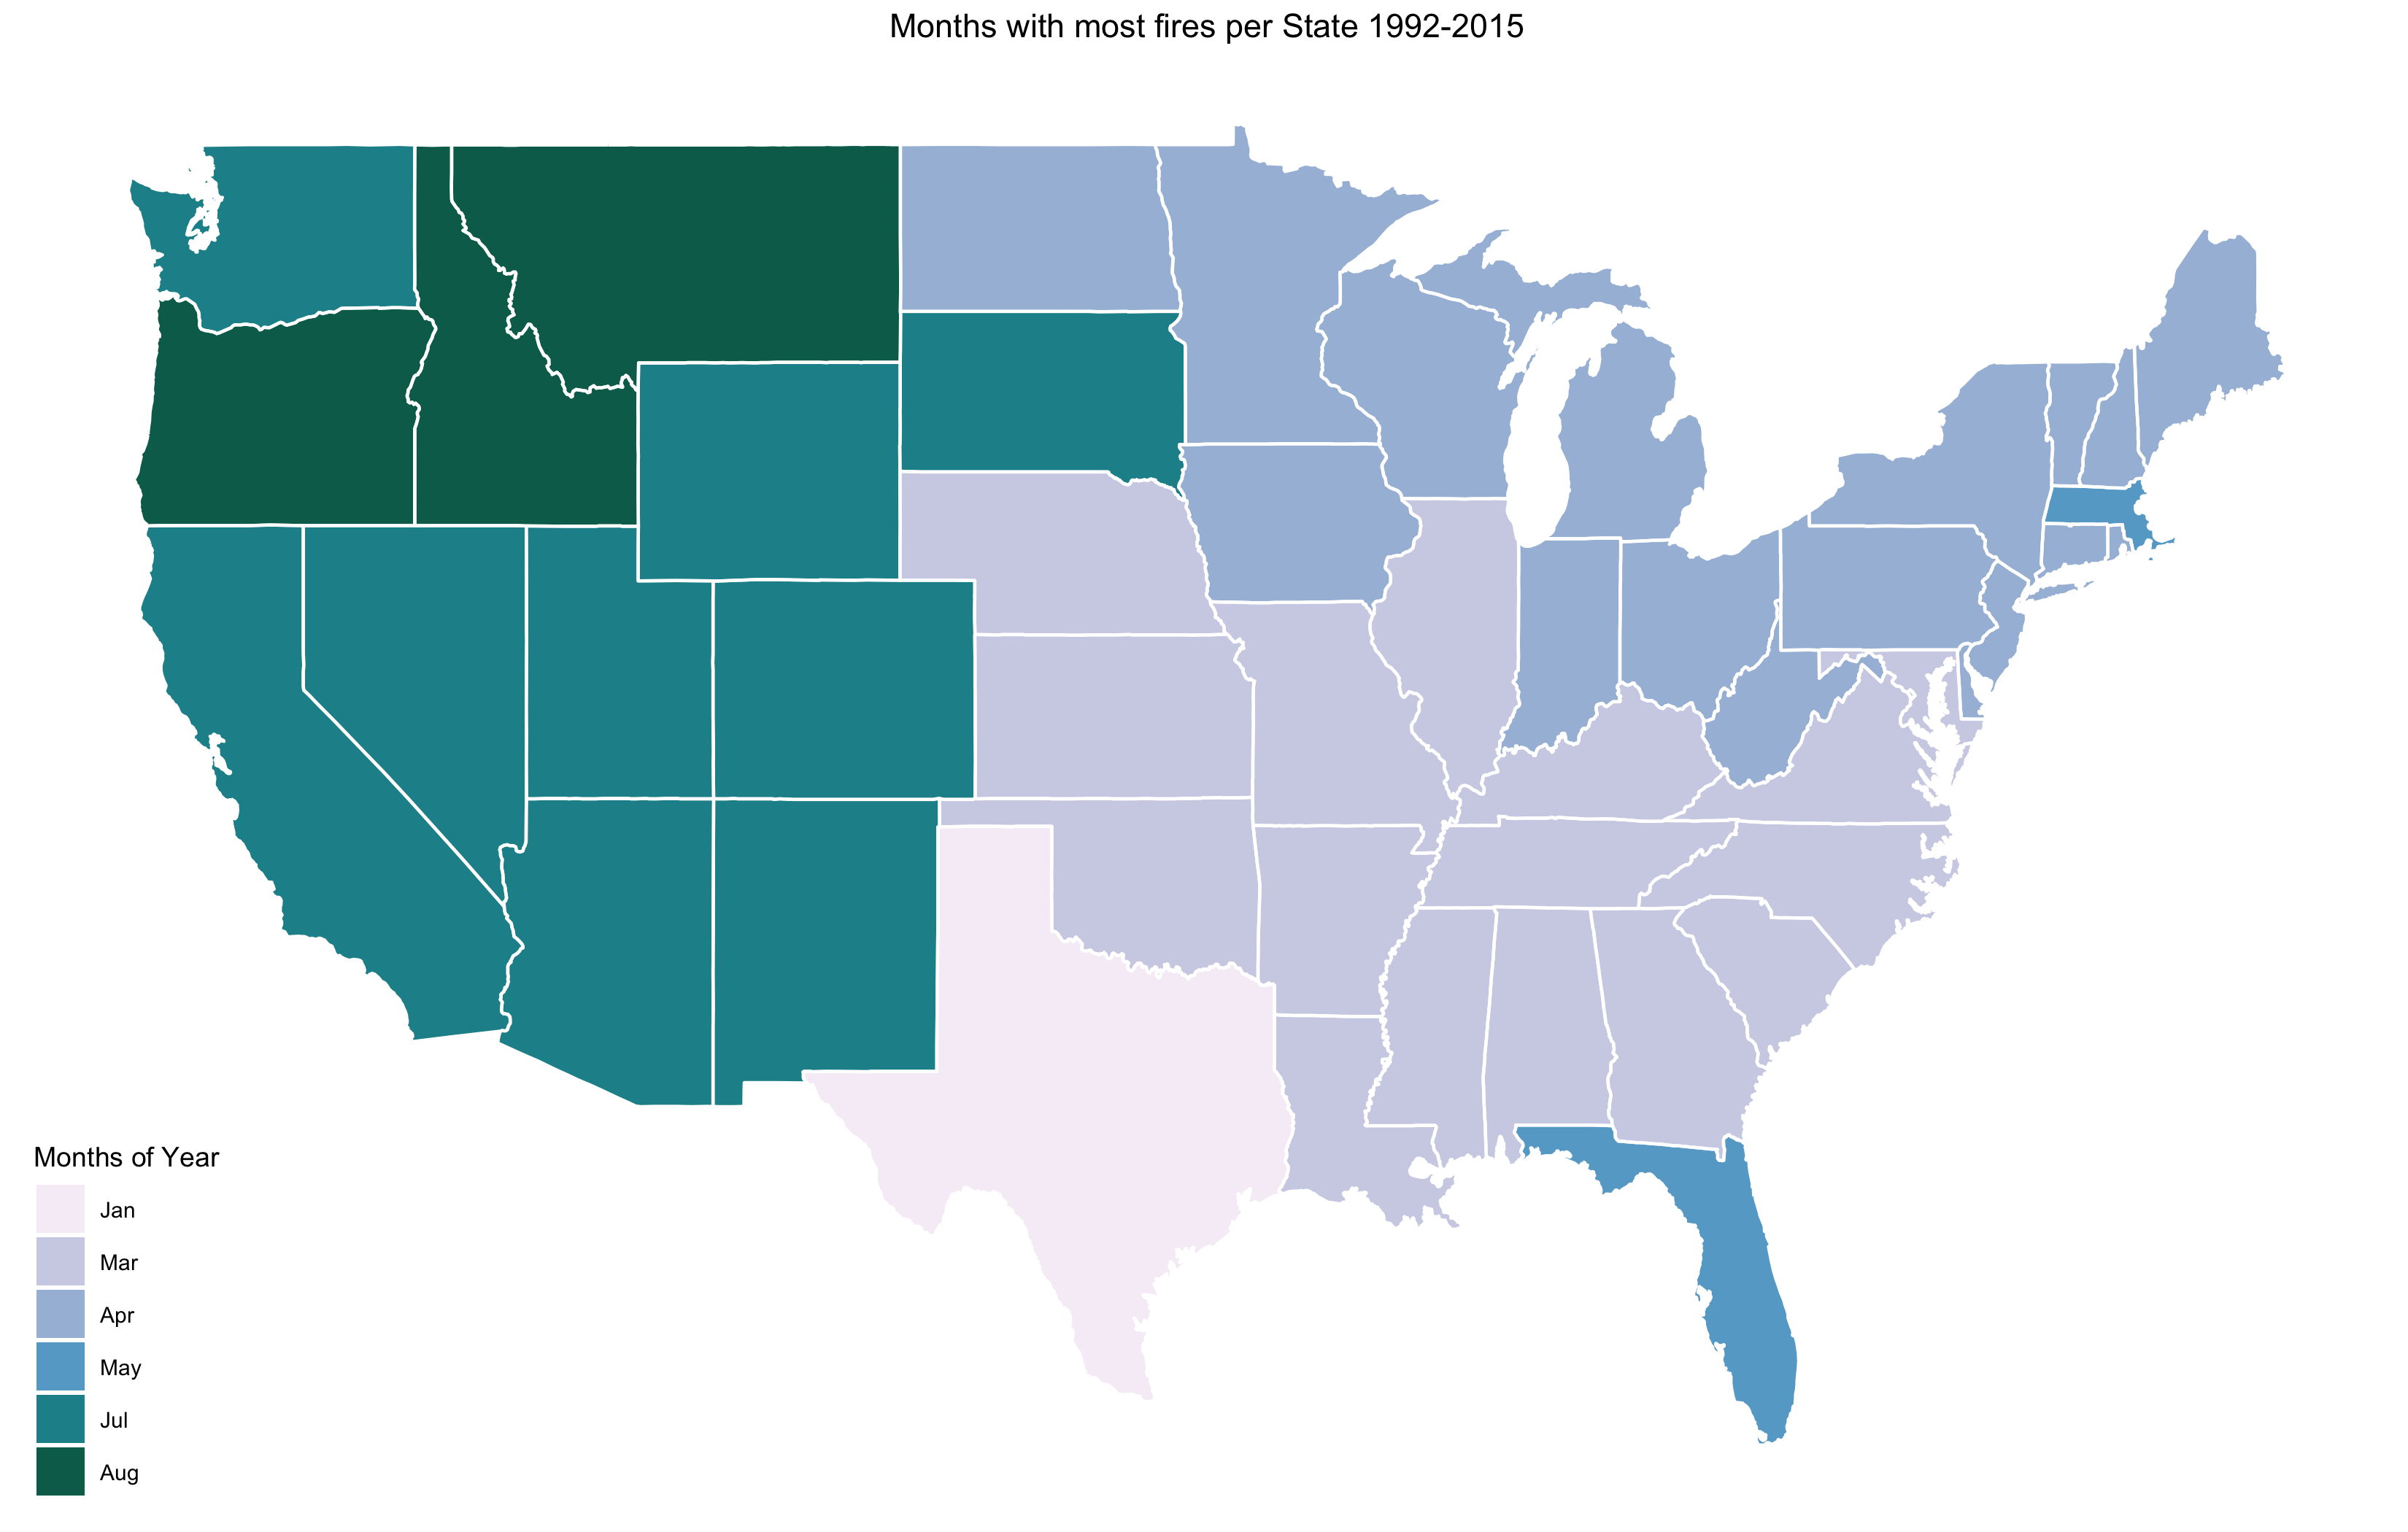 Months with most fires per State 1992-2015
Months of Year
Jan
Mar
Apr
May
Jul
Aug